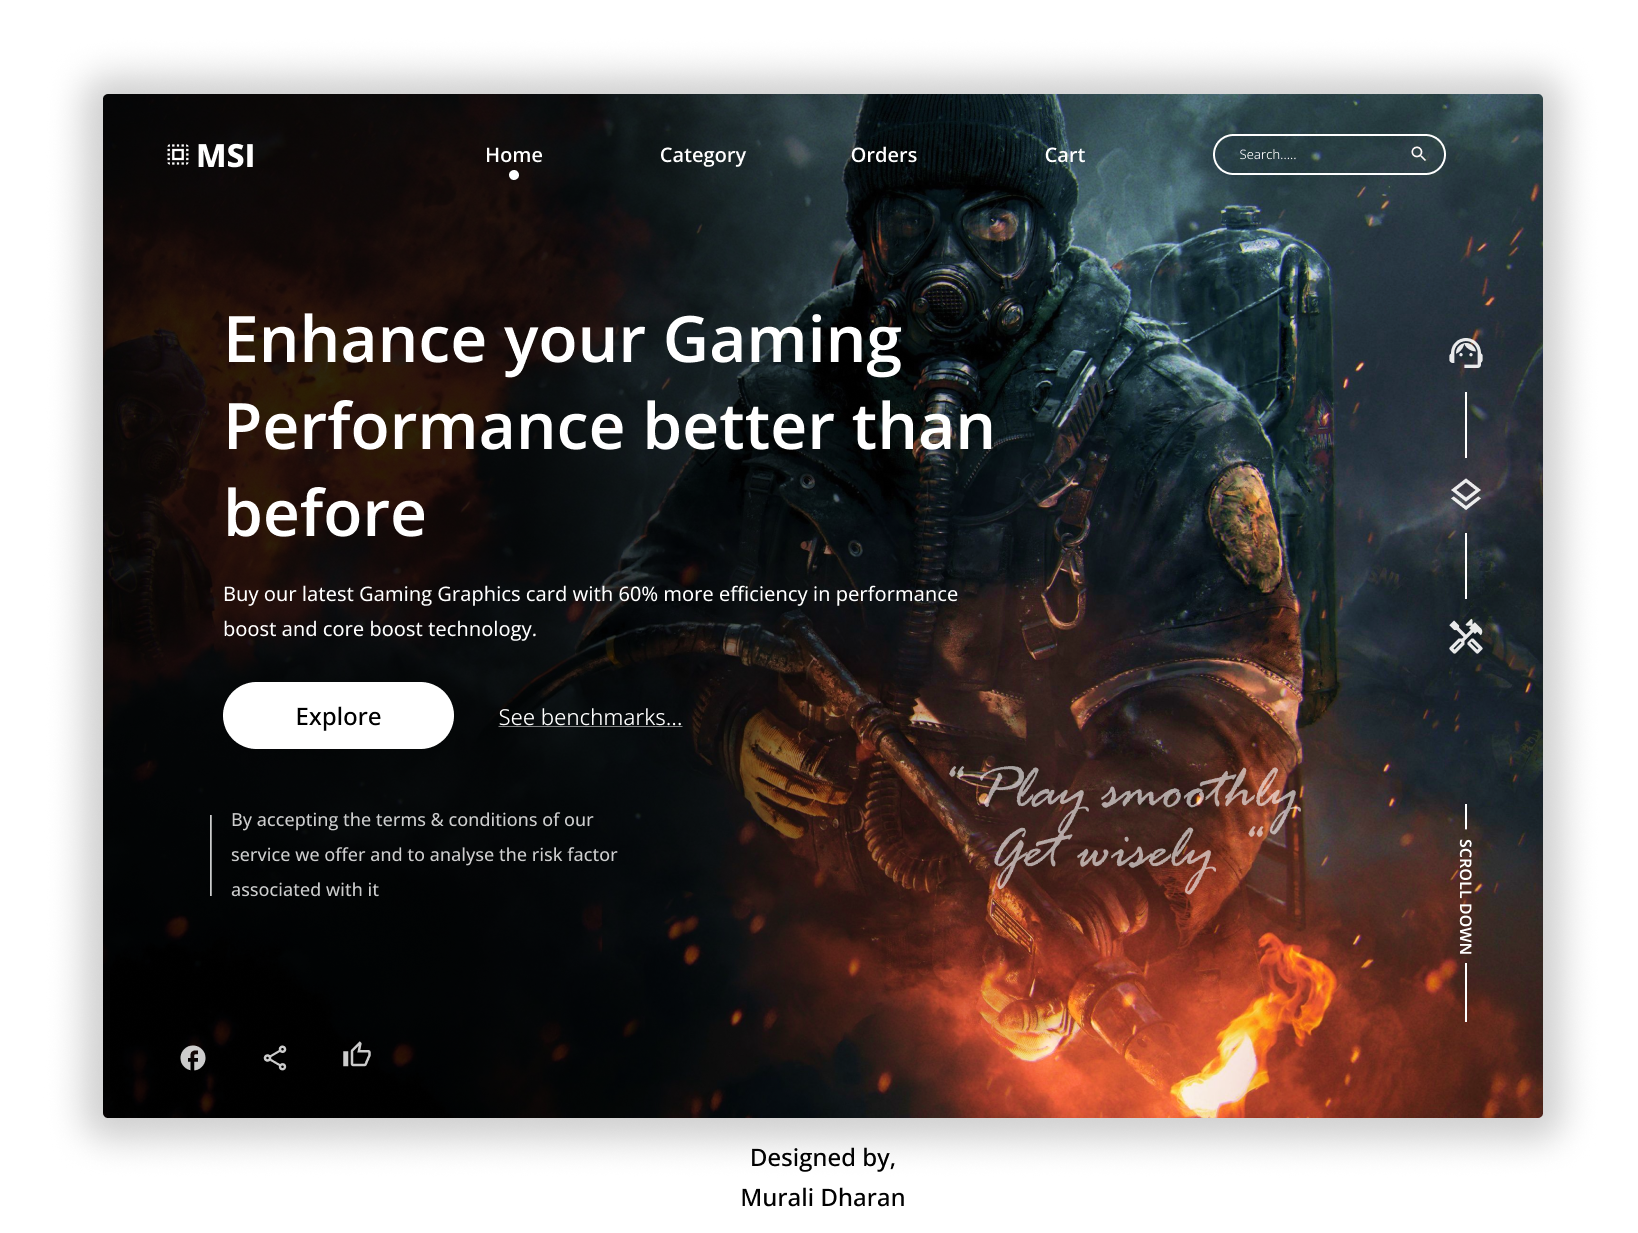 MSI
Home
Category
Orders
Cart
Search.....
Enhance your Gaming
Performance better than
before
Buy our latest Gaming Graphics card with 60% more efficiency in performance
boost and core boost technology.
Explore
See benchmarks...
“ Play smoothly
Get wisely “
By accepting the terms & conditions of our
service we offer and to analyse the risk factor
associated with it
SCROLL DOWN
Designed by,
Murali Dharan